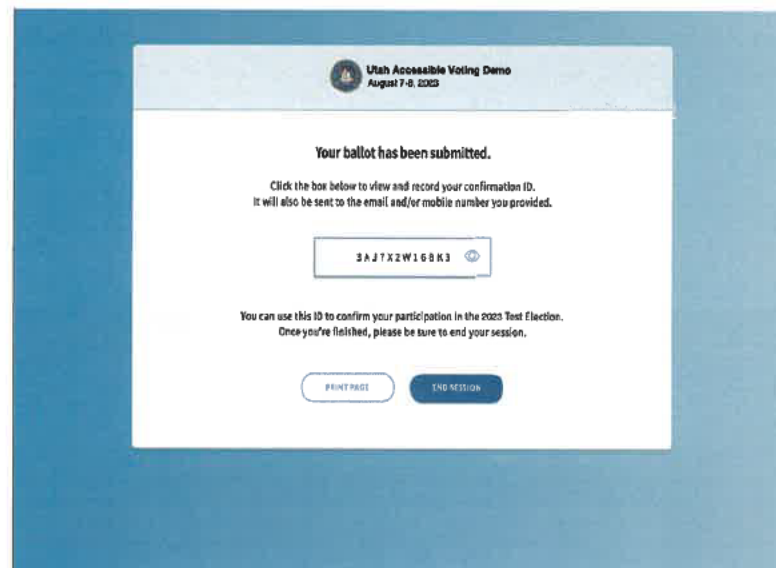 Utah Accessible Voting Demo
August 7-8, 2023
Your ballot has been submitted.
Click the box below to view and record your confirmation ID.
It will also be sent to the email and/or mobile number you provided.
3AJ7X2W16BK3
You can use this ID to confirm your participation in the 2023 Test Election.
Once you're finished, please be sure to end your session.
PRINT PAGE
END SESSION